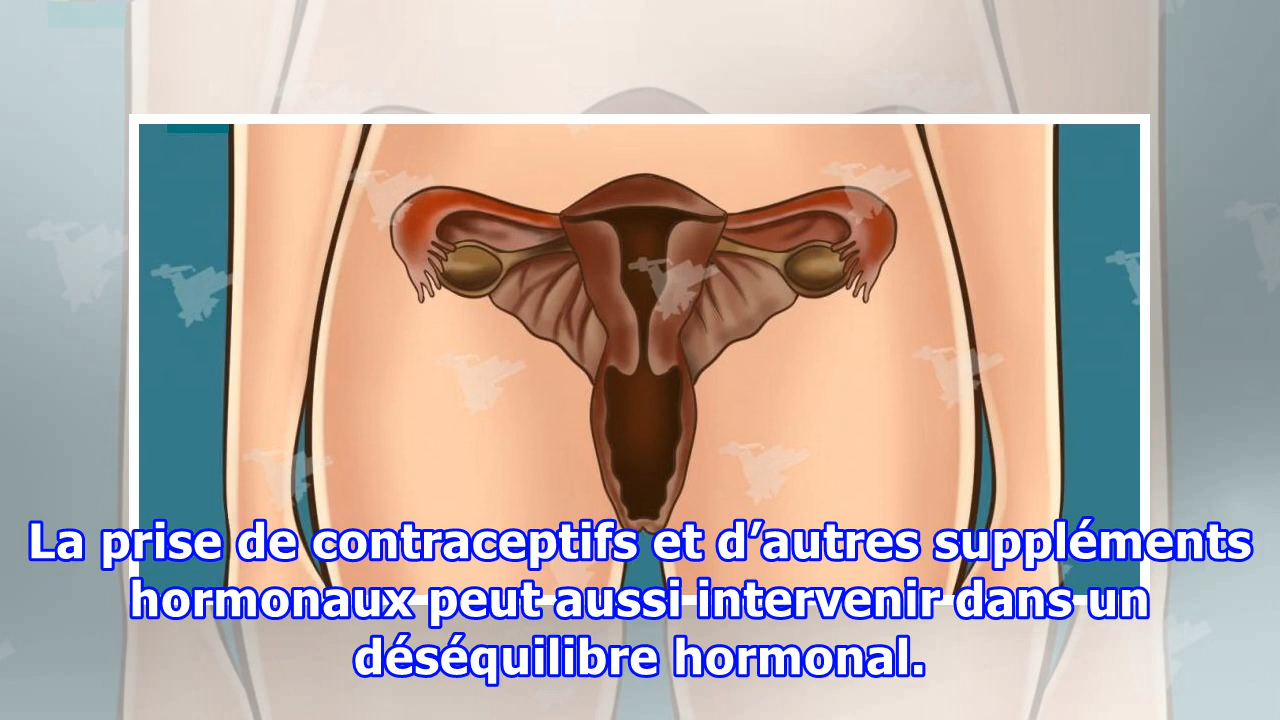 La prise de contraceptifs et d’autres suppléments
hormonaux peut aussi intervenir dans un
déséquilibre hormonal.